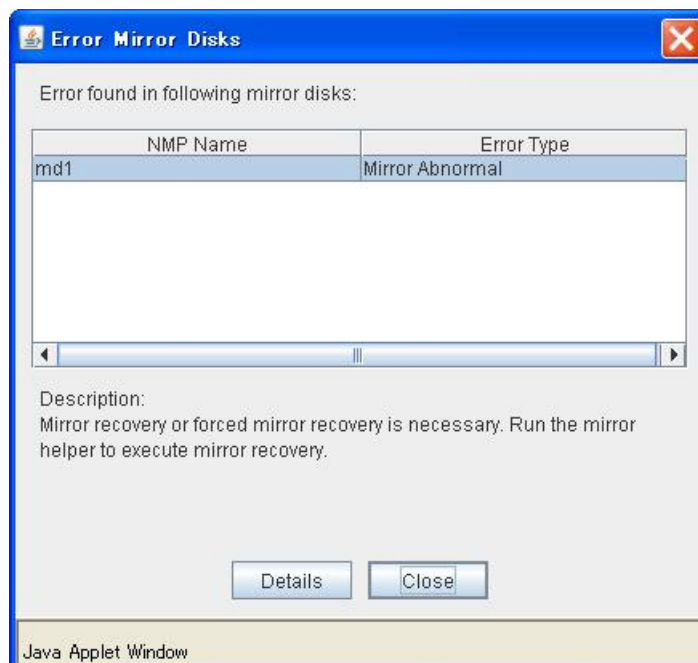 Error Mirror Disks
Error found in following mirror disks:
NMP Name Error Type
md1 Mirror Abnormal
Description:
Mirror recovery or forced mirror recovery is necessary. Run the mirror
helper to execute mirror recovery.
Details Close
Java Applet Window